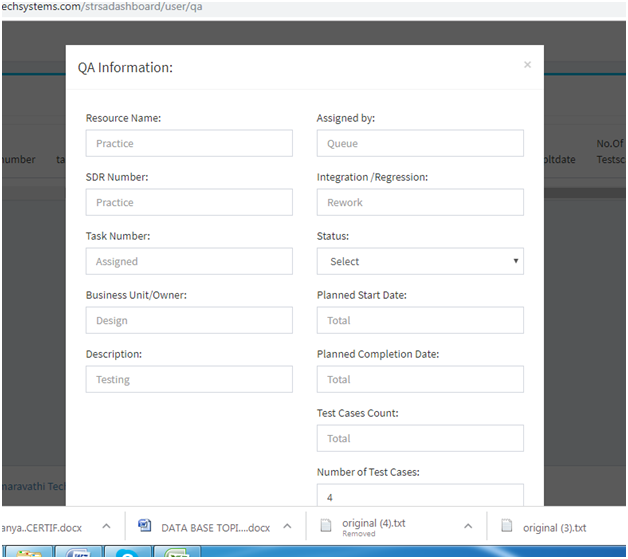 echsystems.com/strsadashboard/user/qa
QA Information:
×
Resource Name:
Practice
Assigned by:
Queue
SDR Number:
Practice
Integration /Regression:
Rework
Task Number:
Assigned
Status:
Select
Business Unit/Owner:
Design
Planned Start Date:
Total
Description:
Testing
Planned Completion Date:
Total
Test Cases Count:
Total
Number of Test Cases:
4
number
ta
oltdate
No.Of
Testsc
maravathi Tecl
anya..CERTIF.docx
DATA BASE TOPI....docx
original (4).txt
Removed
original (3).txt